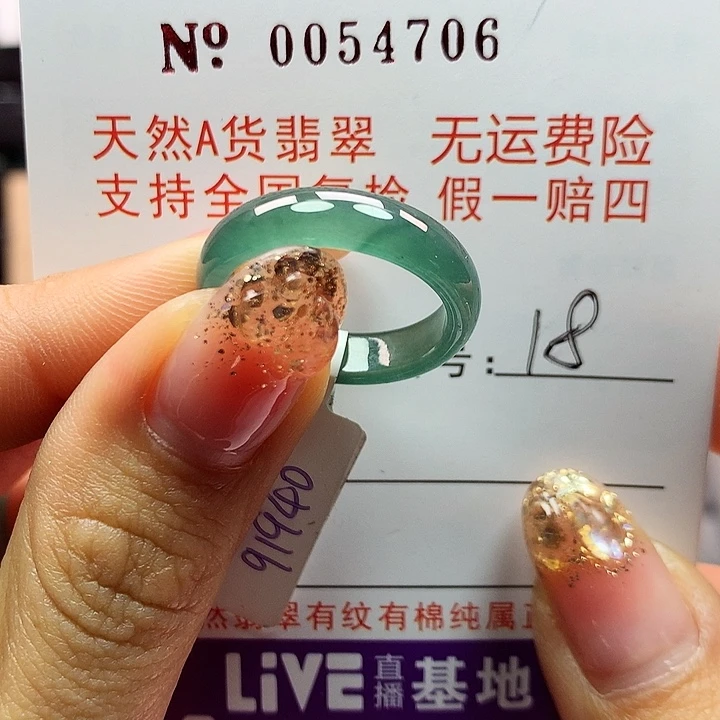 Nº 0054706
天然A货翡翠 无运费险
支持全国复检 假一赔四
号: 18
91940
然翡翠有纹有棉纯属
LiVE 直播 基地